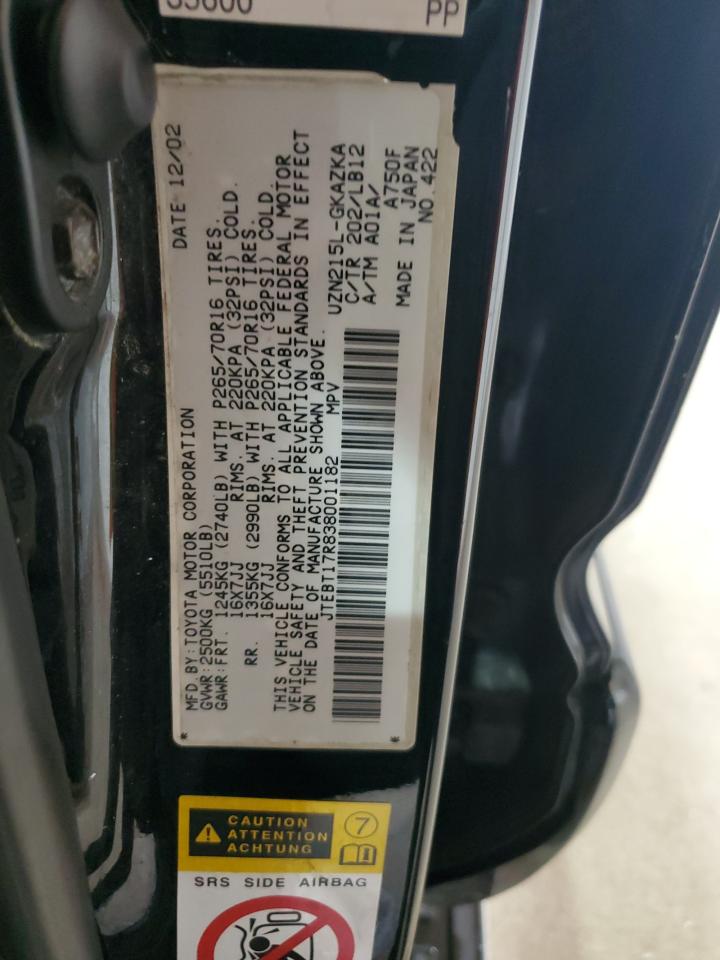 PP
MFD. BY: TOYOTA MOTOR CORPORATION DATE 12/02
GVWR: 2500KG (5510LB)
GAWR: FRT. 1245KG (2740LB) WITH P265/70R16 TIRES.
16X7JJ RIMS. AT 220KPA (32PSI) COLD.
RR. 1355KG (2990LB) WITH P265/70R16 TIRES.
16X7JJ RIMS. AT 220KPA (32PSI) COLD.
THIS VEHICLE CONFORMS TO ALL APPLICABLE FEDERAL MOTOR
VEHICLE SAFETY AND THEFT PREVENTION STANDARDS IN EFFECT
ON THE DATE OF MANUFACTURE SHOWN ABOVE.
JTEBT17R838001182 MPV
UZN215L-GKAZKA
C/TR 202/LB12
A/TM A01A/
A750F
MADE IN JAPAN
NO.422
* *
CAUTION
ATTENTION
ACHTUNG
7
SRS SIDE AIRBAG